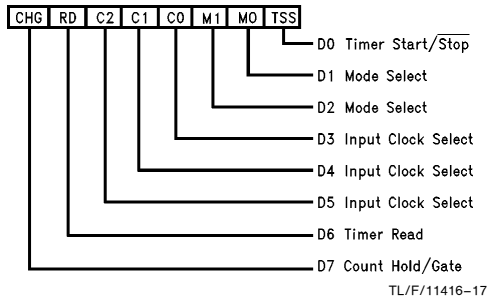 CHG RD C2 C1 C0 M1 M0 TSS
D0 Timer Start/Stop
D1 Mode Select
D2 Mode Select
D3 Input Clock Select
D4 Input Clock Select
D5 Input Clock Select
D6 Timer Read
D7 Count Hold/Gate
TL/F/11416-17